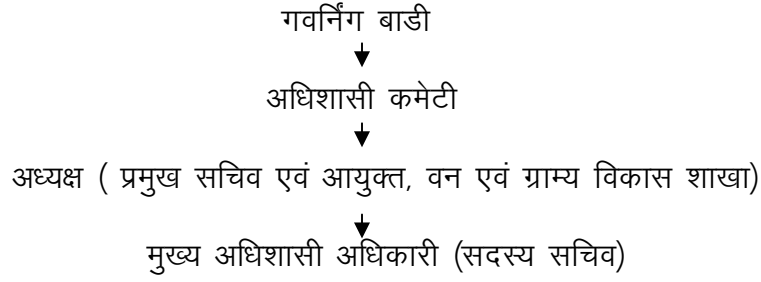 गवर्निंग बाडी
अधिशासी कमेटी
अध्यक्ष ( प्रमुख सचिव एवं आयुक्त, वन एवं ग्राम्य विकास शाखा)
मुख्य अधिशासी अधिकारी (सदस्य सचिव)